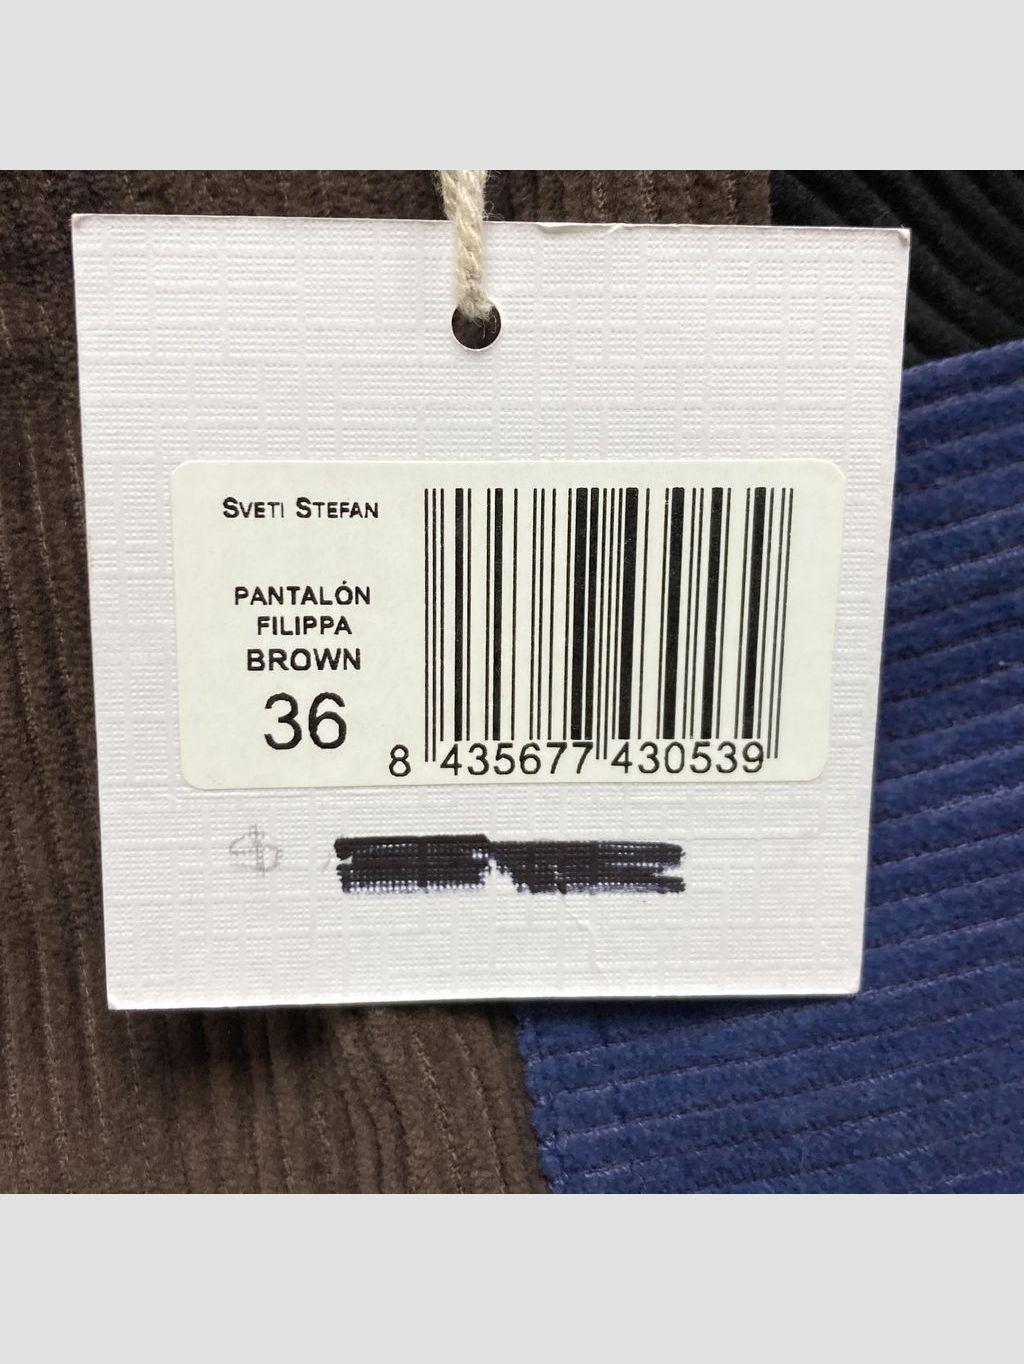 SVETI STEFAN
PANTALÓN
FILIPPA
BROWN
36
8 435677 430539